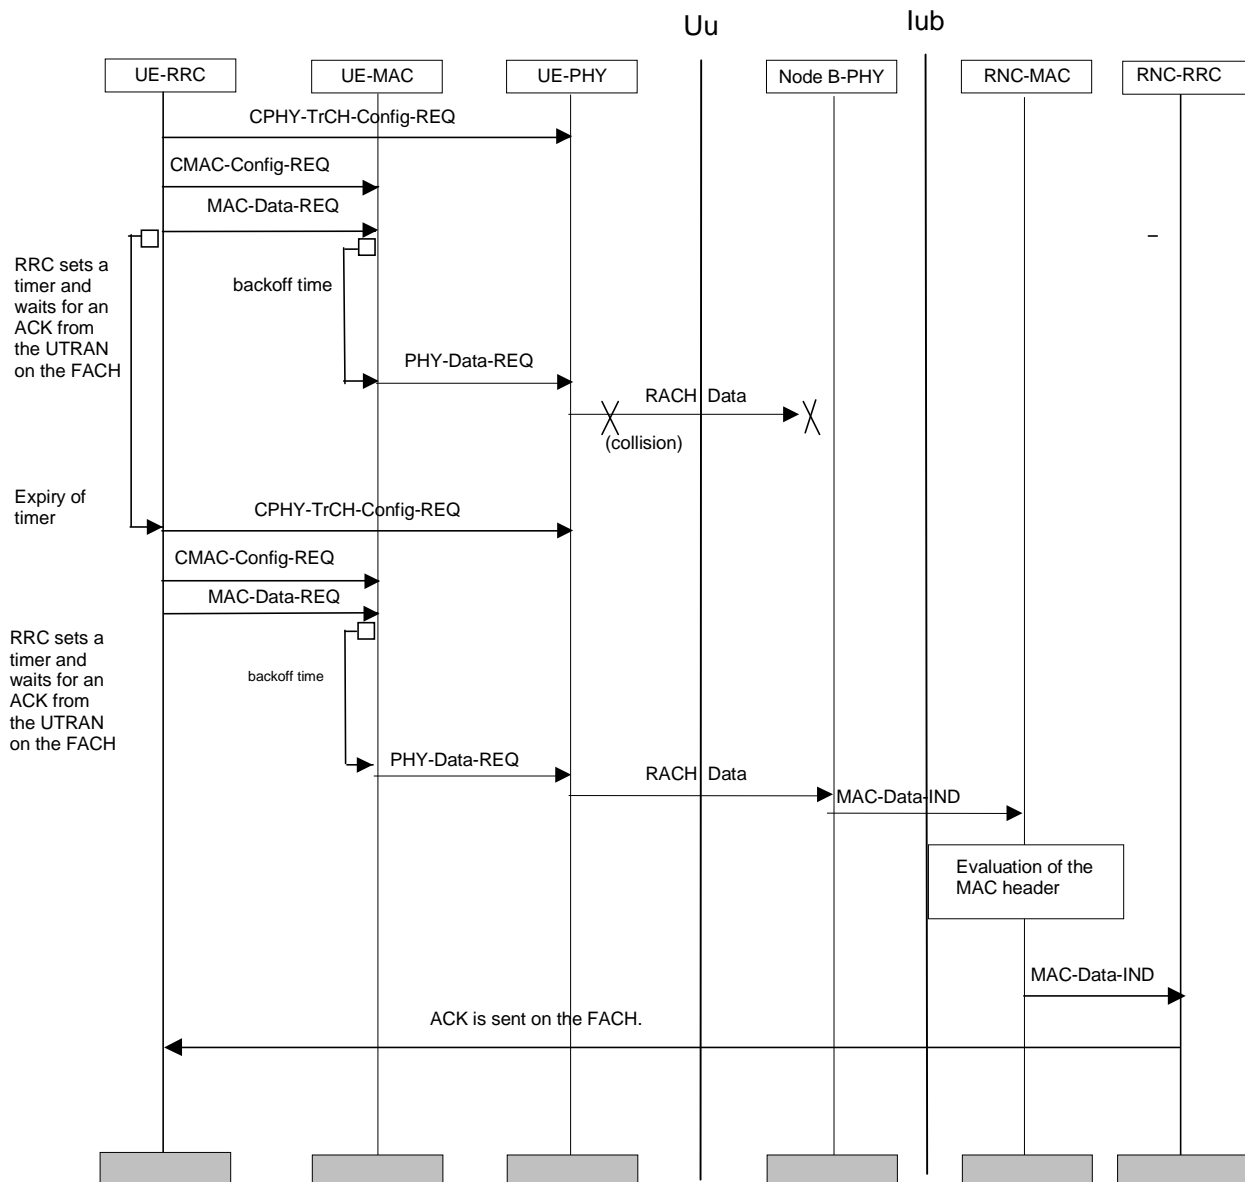 Uu
Iub
UE-RRC
UE-MAC
UE-PHY
Node B-PHY
RNC-MAC
RNC-RRC
CPHY-TrCH-Config-REQ
CMAC-Config-REQ
MAC-Data-REQ
RRC sets a
timer and
waits for an
ACK from
the UTRAN
on the FACH
backoff time
PHY-Data-REQ
RACH Data
(collision)
Expiry of
timer
CPHY-TrCH-Config-REQ
CMAC-Config-REQ
MAC-Data-REQ
RRC sets a
timer and
waits for an
ACK from
the UTRAN
on the FACH
backoff time
PHY-Data-REQ
RACH Data
MAC-Data-IND
Evaluation of the
MAC header
MAC-Data-IND
ACK is sent on the FACH.